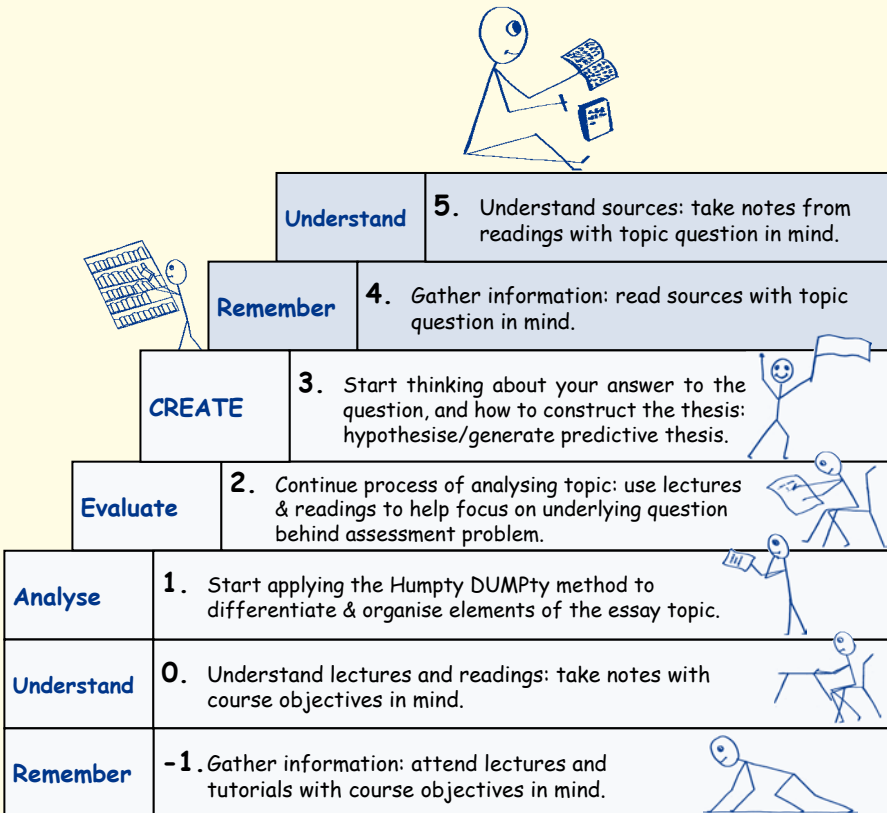 Understand
5. Understand sources: take notes from
readings with topic question in mind.
Remember
4. Gather information: read sources with topic
question in mind.
CREATE
3. Start thinking about your answer to the
question, and how to construct the thesis:
hypothesise/generate predictive thesis.
Evaluate
2. Continue process of analysing topic: use lectures
& readings to help focus on underlying question
behind assessment problem.
Analyse
1. Start applying the Humpty DUMPty method to
differentiate & organise elements of the essay topic.
Understand
0. Understand lectures and readings: take notes with
course objectives in mind.
Remember
-1. Gather information: attend lectures and
tutorials with course objectives in mind.